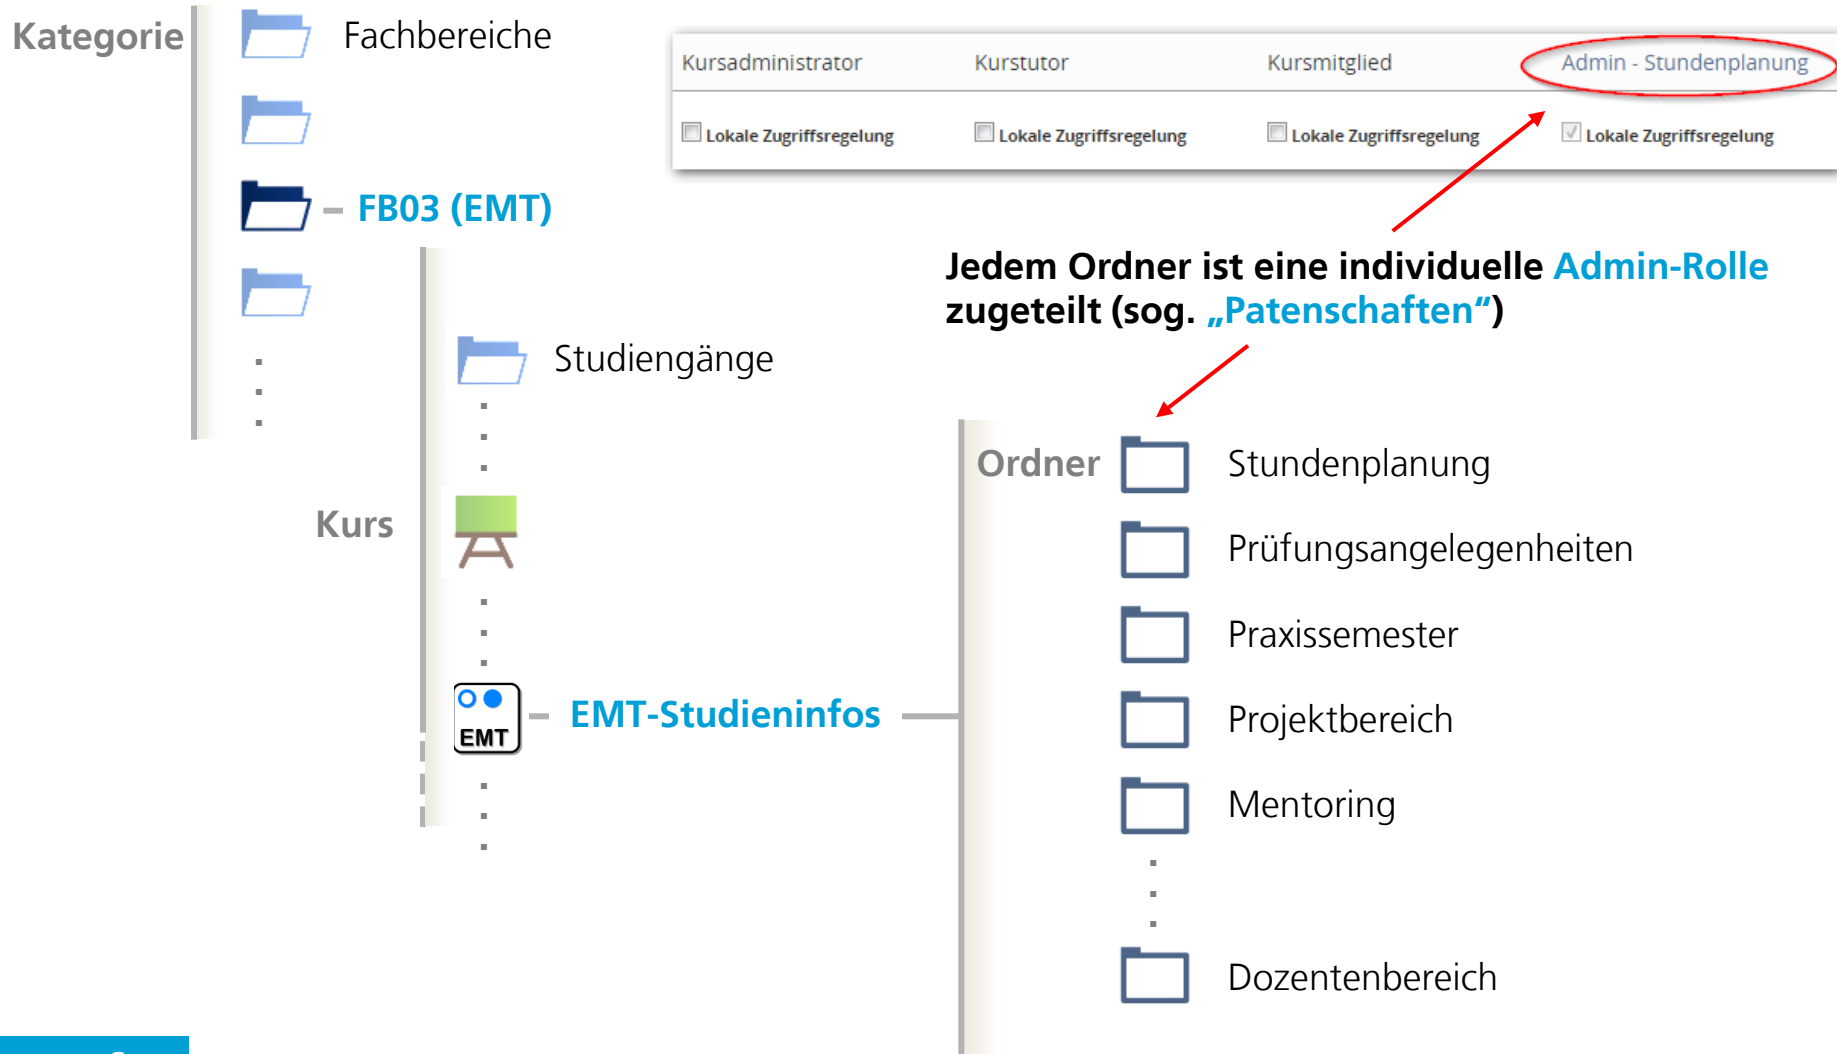 Kategorie
Fachbereiche
Kursadministrator Kurstutor Kursmitglied Admin - Stundenplanung
Lokale Zugriffsregelung Lokale Zugriffsregelung Lokale Zugriffsregelung Lokale Zugriffsregelung
FB03 (EMT)
Jedem Ordner ist eine individuelle Admin-Rolle
zugeteilt (sog. „Patenschaften“)
Studiengänge
Kurs
EMT
EMT-Studieninfos
Ordner
Stundenplanung
Prüfungsangelegenheiten
Praxissemester
Projektbereich
Mentoring
Dozentenbereich